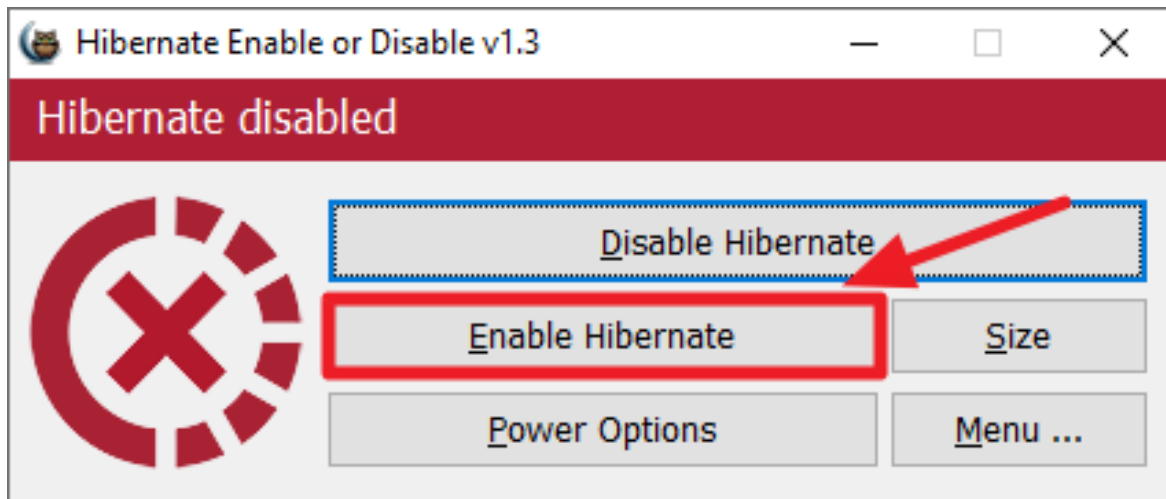 Hibernate Enable or Disable v1.3
Hibernate disabled
Disable Hibernate
Enable Hibernate
Size
Power Options
Menu ...